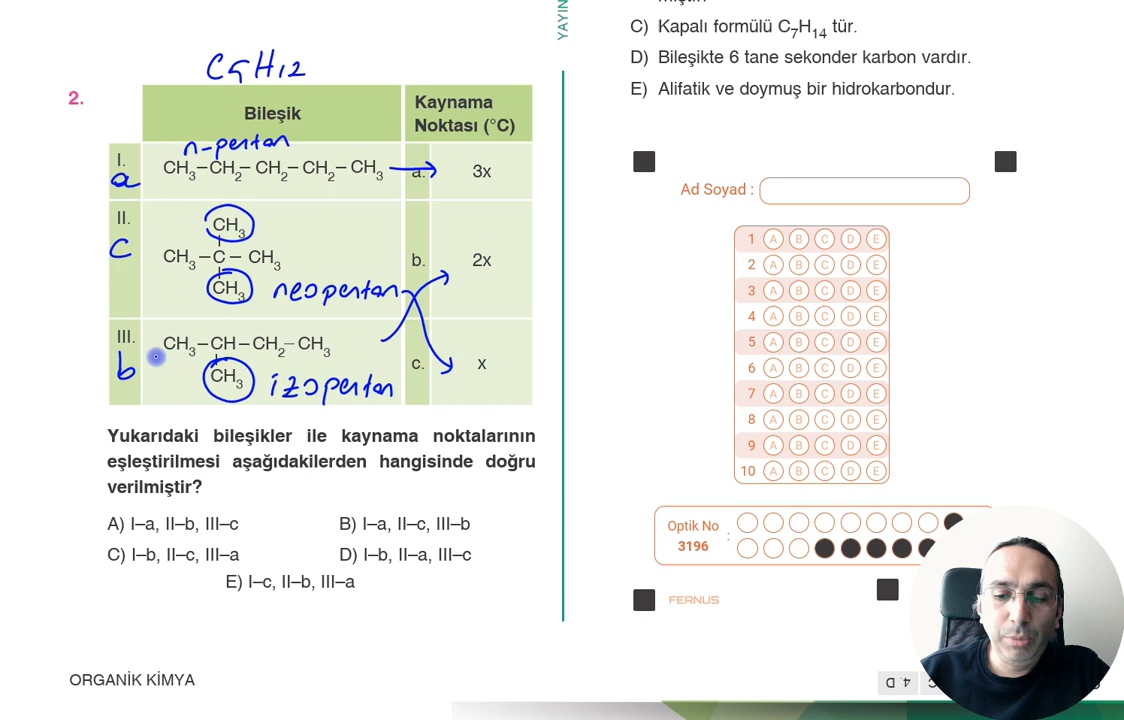 C5H12
2.
Bileşik
Kaynama
Noktası (°C)
n-pentan
I.
a
CH3–CH2–CH2–CH2–CH3
a.
3x
II.
c
CH3
CH3–C–CH3
CH3
neopentan
b.
2x
III.
b
CH3–CH–CH2–CH3
CH3
izopentan
c.
x
Yukarıdaki bileşikler ile kaynama noktalarının
eşleştirilmesi aşağıdakilerden hangisinde doğru
verilmiştir?
A) I–a, II–b, III–c
B) I–a, II–c, III–b
C) I–b, II–c, III–a
D) I–b, II–a, III–c
E) I–c, II–b, III–a
ORGANİK KİMYA
YAYIN
C) Kapalı formülü C7H14 tür.
D) Bileşikte 6 tane sekonder karbon vardır.
E) Alifatik ve doymuş bir hidrokarbondur.
Ad Soyad :
1 A B C D E
2 A B C D E
3 A B C D E
4 A B C D E
5 A B C D E
6 A B C D E
7 A B C D E
8 A B C D E
9 A B C D E
10 A B C D E
Optik No :
3196
FERNUS
4. D